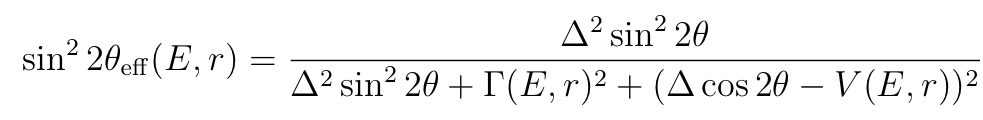 sin² 2θ_eff(E, r) = Δ² sin² 2θ / Δ² sin² 2θ + Γ(E, r)² + (Δ cos 2θ − V(E, r))²